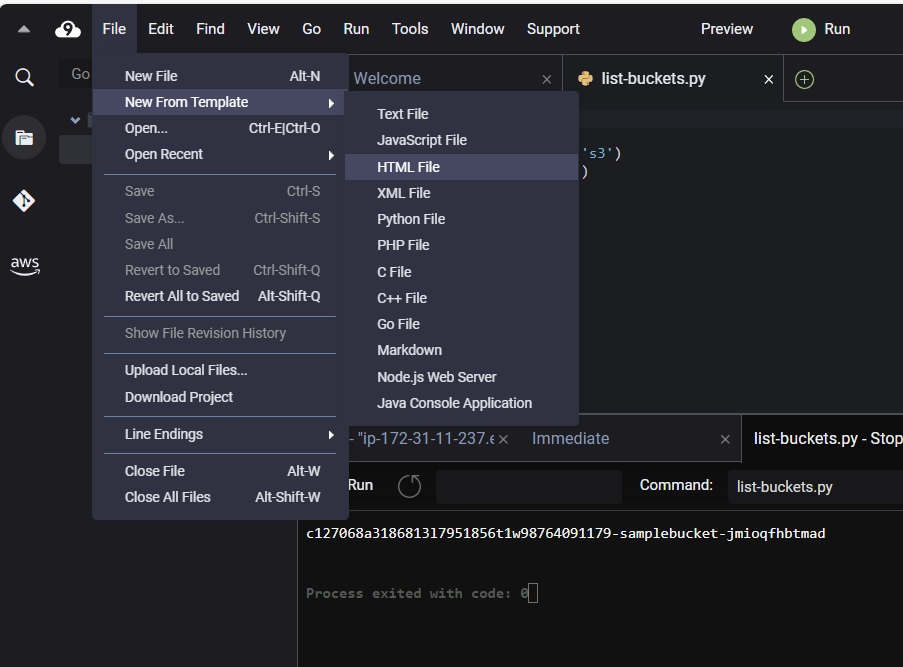 9
File Edit Find View Go Run Tools Window Support Preview Run
Go
Welcome
list-buckets.py
New File Alt-N
New From Template
Open... Ctrl-E|Ctrl-O
Open Recent
Save Ctrl-S
Save As... Ctrl-Shift-S
Save All
Revert to Saved Ctrl-Shift-Q
Revert All to Saved Alt-Shift-Q
Show File Revision History
Upload Local Files...
Download Project
Line Endings
Close File Alt-W
Close All Files Alt-Shift-W
Text File
JavaScript File
HTML File
XML File
Python File
PHP File
C File
C++ File
Go File
Markdown
Node.js Web Server
Java Console Application
's3')
)
aws
- "ip-172-31-11-237.e
Immediate
list-buckets.py - Stop
Run
Command: list-buckets.py
c127068a318681317951856t1w98764091179-samplebucket-jmioqfhbtmad
Process exited with code: 0